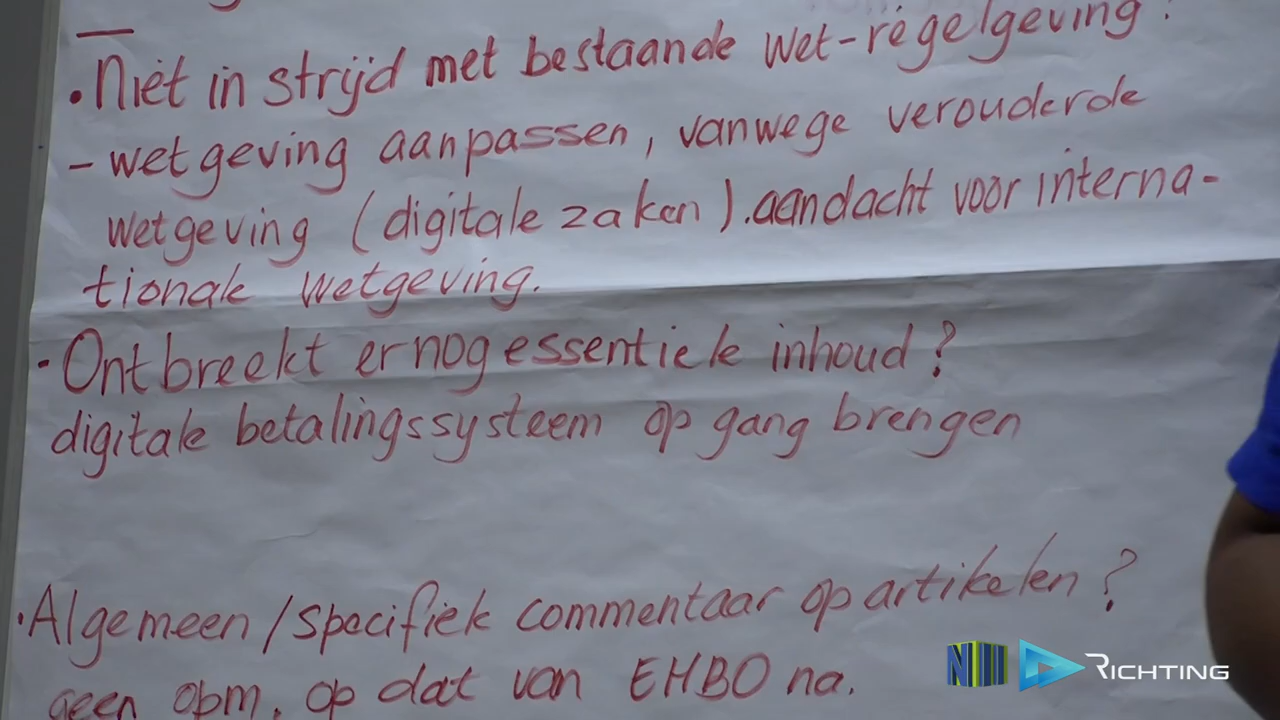 • Niet in strijd met bestaande wet-regelgeving!
- wetgeving aanpassen, vanwege verouderde
wetgeving (digitale zaken). aandacht voor interna-
tionale wetgeving.
• Ontbreekt er nog essentiele inhoud?
digitale betalingssysteem op gang brengen
• Algemeen/specifiek commentaar op artikelen?
geen opm. op dat van EHBO na.
NII RICHTING